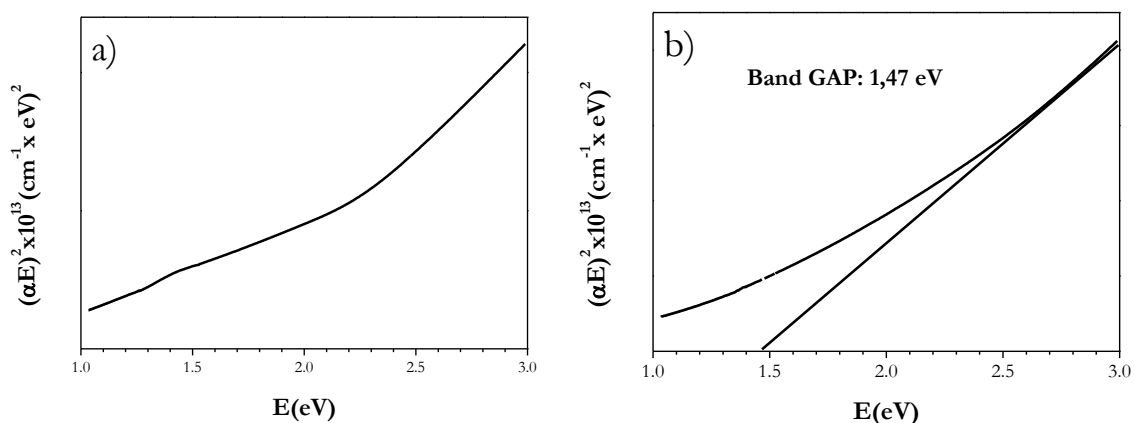 a)
(αE)²x10¹³(cm⁻¹x eV)²
1.0 1.5 2.0 2.5 3.0
E(eV)
b)
Band GAP: 1,47 eV
(αE)²x10¹³(cm⁻¹x eV)²
1.0 1.5 2.0 2.5 3.0
E(eV)